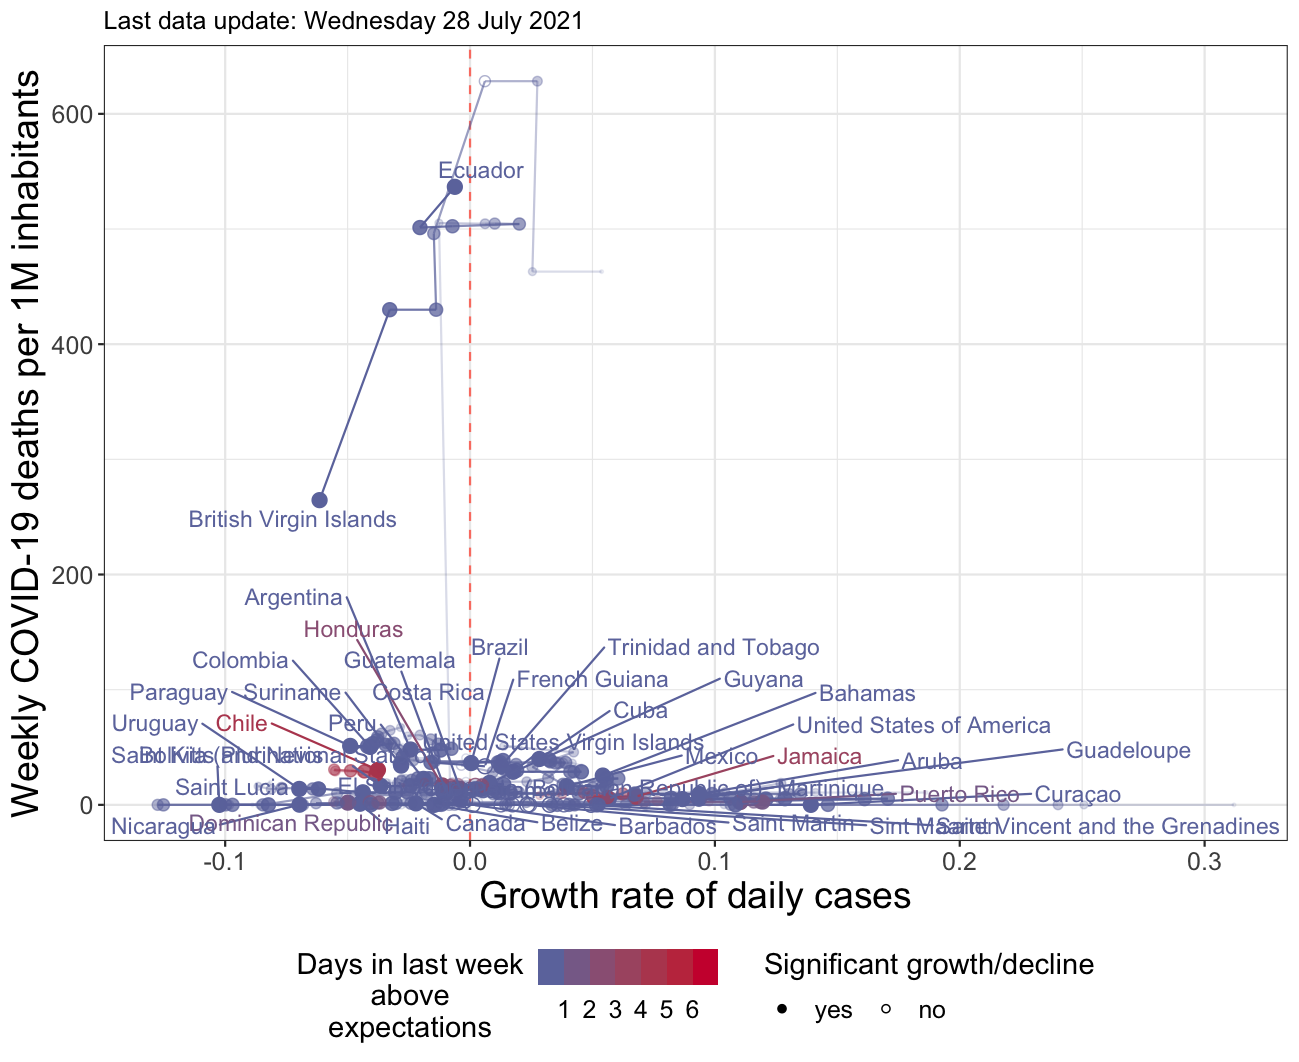 Last data update: Wednesday 28 July 2021
Weekly COVID-19 deaths per 1M inhabitants
600
400
200
0
Ecuador
British Virgin Islands
Argentina
Honduras
Brazil
Trinidad and Tobago
Colombia
Guatemala
French Guiana
Guyana
Paraguay
Suriname
Costa Rica
Bahamas
Cuba
Uruguay
Chile
Peru
United States of America
United States Virgin Islands
Guadeloupe
Mexico
Jamaica
Aruba
Saint Lucia
Martinique
Puerto Rico
Curaçao
Nicaragua
Dominican Republic
Haiti
Canada
Belize
Barbados
Saint Martin
Sint Maarten
Saint Vincent and the Grenadines
-0.1
0.0
0.1
0.2
0.3
Growth rate of daily cases
Days in last week
above
expectations
1 2 3 4 5 6
Significant growth/decline
yes
no